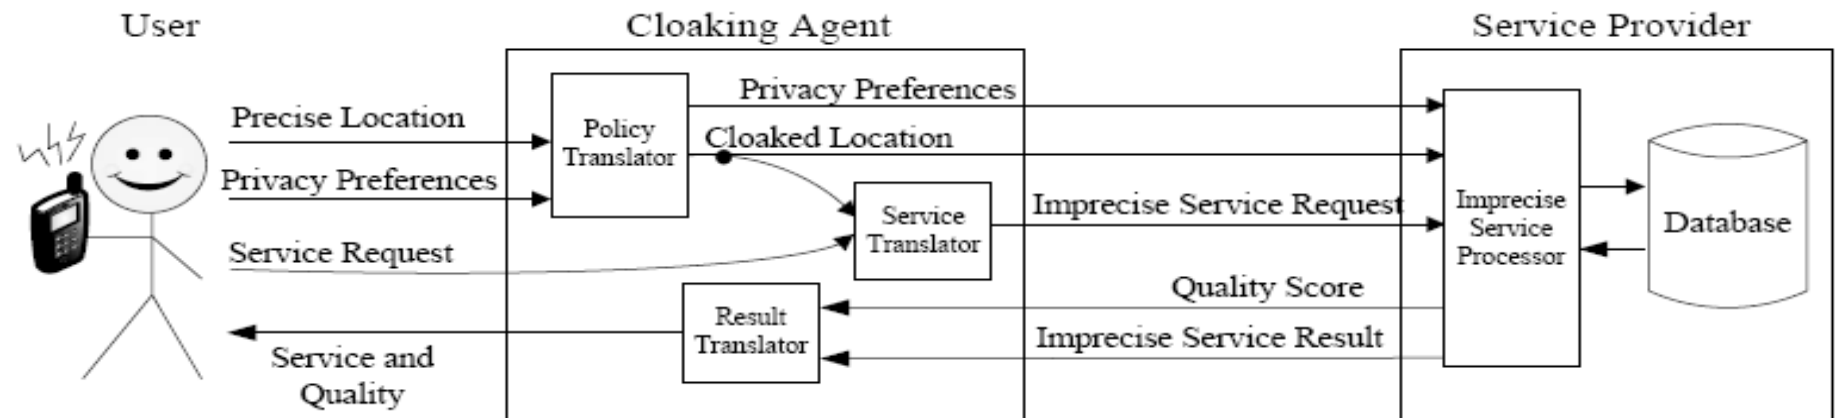 User
Cloaking Agent
Service Provider
Precise Location
Privacy Preferences
Service Request
Service and
Quality
Policy
Translator
Privacy Preferences
Cloaked Location
Service
Translator
Result
Translator
Imprecise Service Request
Quality Score
Imprecise Service Result
Imprecise
Service
Processor
Database